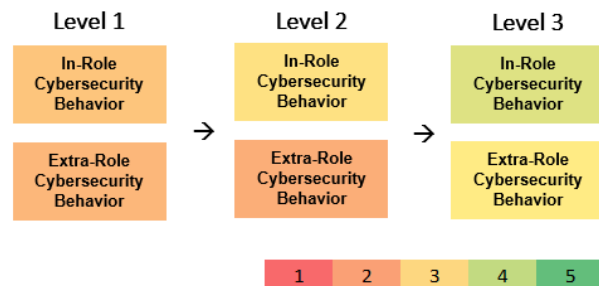 Level 1
Level 2
Level 3
In-Role
Cybersecurity
Behavior
In-Role
Cybersecurity
Behavior
In-Role
Cybersecurity
Behavior
→
→
Extra-Role
Cybersecurity
Behavior
Extra-Role
Cybersecurity
Behavior
Extra-Role
Cybersecurity
Behavior
1 2 3 4 5